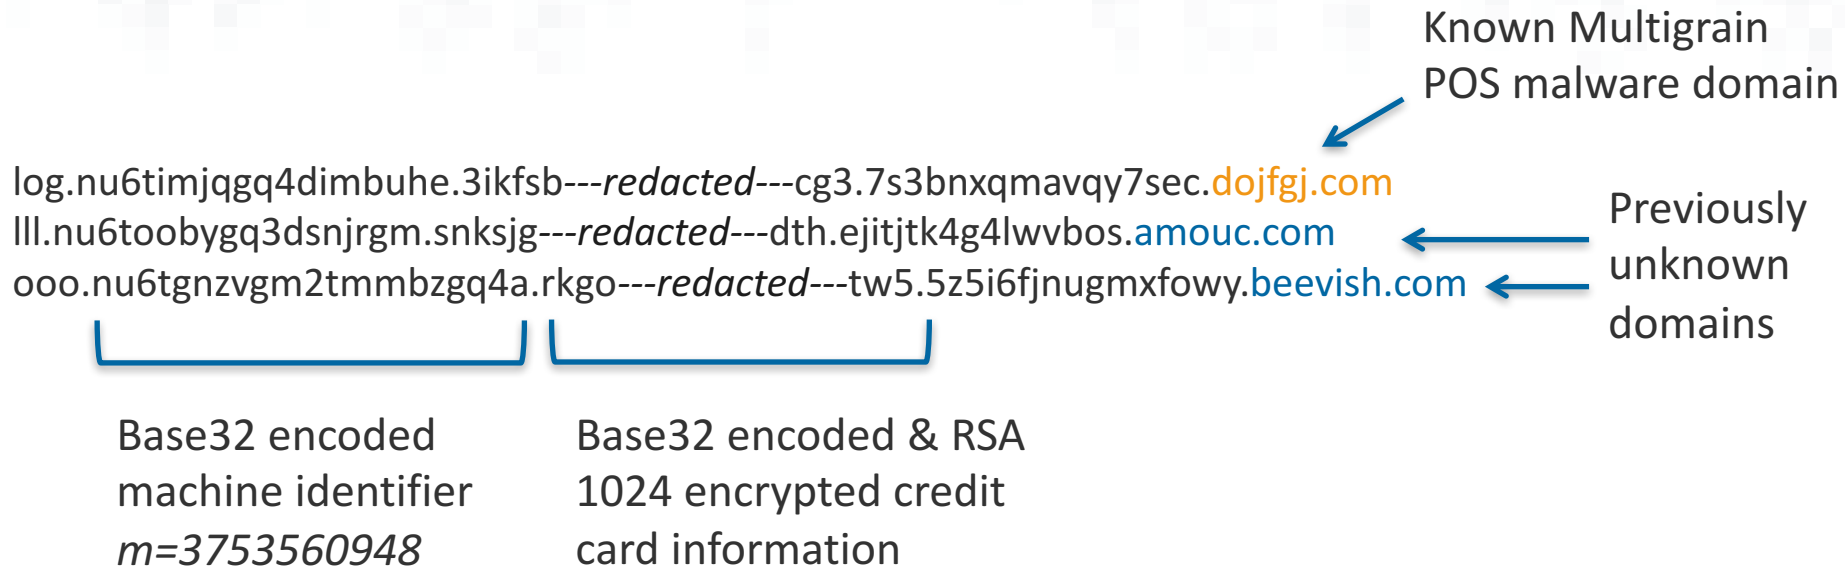 Known Multigrain
POS malware domain
log.nu6timjqgq4dimbuhe.3ikfsb---redacted---cg3.7s3bnxqmavqy7sec.dojfgj.com
lll.nu6toobygq3dsnjrgm.snksjg---redacted---dth.ejitjtk4g4lwvbos.amouc.com
ooo.nu6tgnzvgm2tmmbzgq4a.rkgo---redacted---tw5.5z5i6fjnugmxfowy.beevish.com
Previously
unknown
domains
Base32 encoded
machine identifier
m=3753560948
Base32 encoded & RSA
1024 encrypted credit
card information